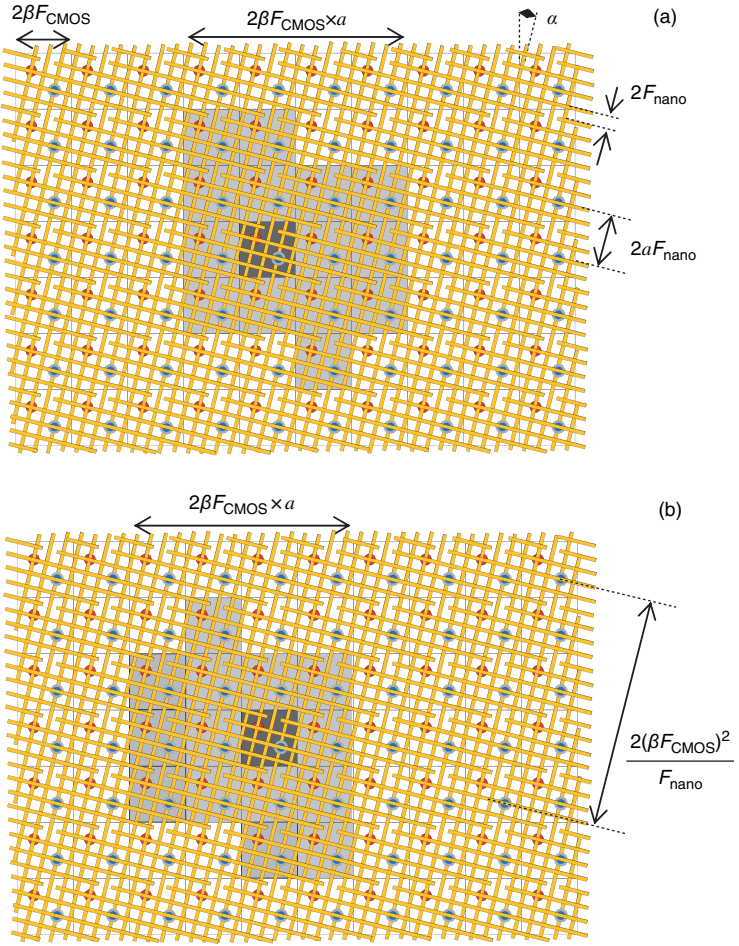 2βF_CMOS
2βF_CMOS × a
α
(a)
2F_nano
2aF_nano
2βF_CMOS × a
(b)
2(βF_CMOS)²
F_nano